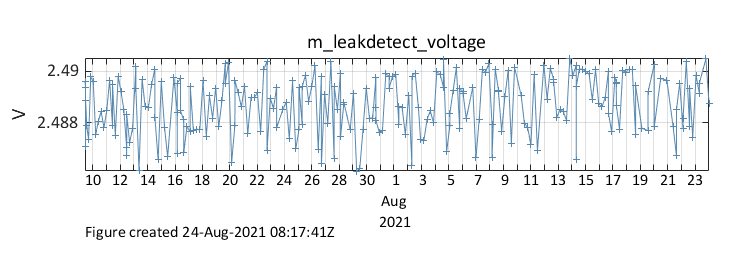 m_leakdetect_voltage
2.49
2.488
V
10 12 14 16 18 20 22 24 26 28 30 1 3 5 7 9 11 13 15 17 19 21 23
Aug
2021
Figure created 24-Aug-2021 08:17:41Z